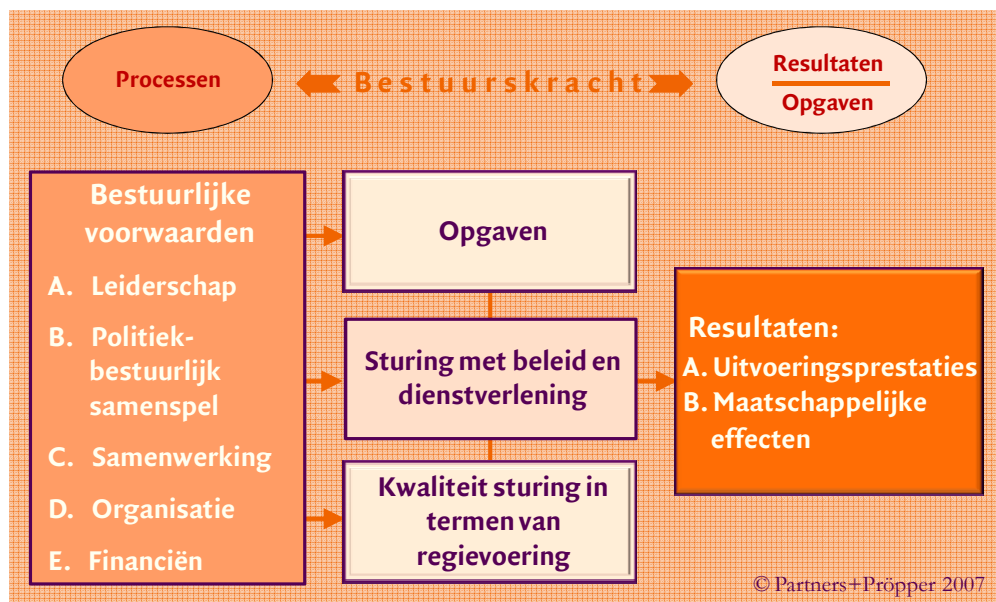 Processen
Bestuurskracht
Resultaten
Opgaven
Bestuurlijke
voorwaarden
A. Leiderschap
B. Politiek-
bestuurlijk
samenspel
C. Samenwerking
D. Organisatie
E. Financiën
Opgaven
Sturing met beleid en
dienstverlening
Kwaliteit sturing in
termen van
regievoering
Resultaten:
A. Uitvoeringsprestaties
B. Maatschappelijke
effecten
© Partners+Pröpper 2007